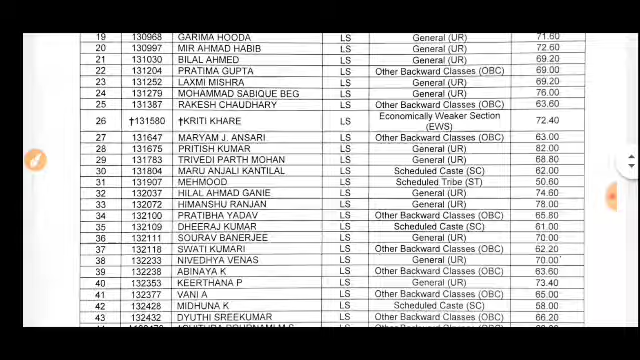 19 130968 GARIMA HOODA LS General (UR) 71.60
20 130997 MIR AHMAD HABIB LS General (UR) 72.60
21 131030 BILAL AHMED LS General (UR) 69.20
22 131204 PRATIMA GUPTA LS Other Backward Classes (OBC) 69.00
23 131252 LAXMI MISHRA LS General (UR) 69.20
24 131279 MOHAMMAD SABIQUE BEG LS General (UR) 76.00
25 131387 RAKESH CHAUDHARY LS Other Backward Classes (OBC) 63.60
26 †131580 †KRITI KHARE LS Economically Weaker Section (EWS) 72.40
27 131647 MARYAM J. ANSARI LS Other Backward Classes (OBC) 63.00
28 131675 PRITISH KUMAR LS General (UR) 82.00
29 131783 TRIVEDI PARTH MOHAN LS General (UR) 68.80
30 131804 MARU ANJALI KANTILAL LS Scheduled Caste (SC) 62.00
31 131907 MEHMOOD LS Scheduled Tribe (ST) 50.60
32 132037 HILAL AHMAD GANIE LS General (UR) 74.60
33 132072 HIMANSHU RANJAN LS General (UR) 78.00
34 132100 PRATIBHA YADAV LS Other Backward Classes (OBC) 65.80
35 132109 DHEERAJ KUMAR LS Scheduled Caste (SC) 61.00
36 132111 SOURAV BANERJEE LS General (UR) 70.00
37 132118 SWATI KUMARI LS Other Backward Classes (OBC) 62.20
38 132233 NIVEDHYA VENAS LS General (UR) 70.00
39 132238 ABINAYA K LS Other Backward Classes (OBC) 63.60
40 132353 KEERTHANA P LS General (UR) 73.40
41 132377 VANI A LS Other Backward Classes (OBC) 65.00
42 132428 MIDHUNA K LS Scheduled Caste (SC) 58.00
43 132432 DYUTHI SREEKUMAR LS Other Backward Classes (OBC) 66.20